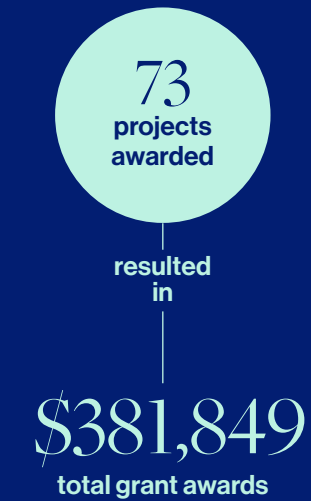 73
projects
awarded
resulted
in
$381,849
total grant awards